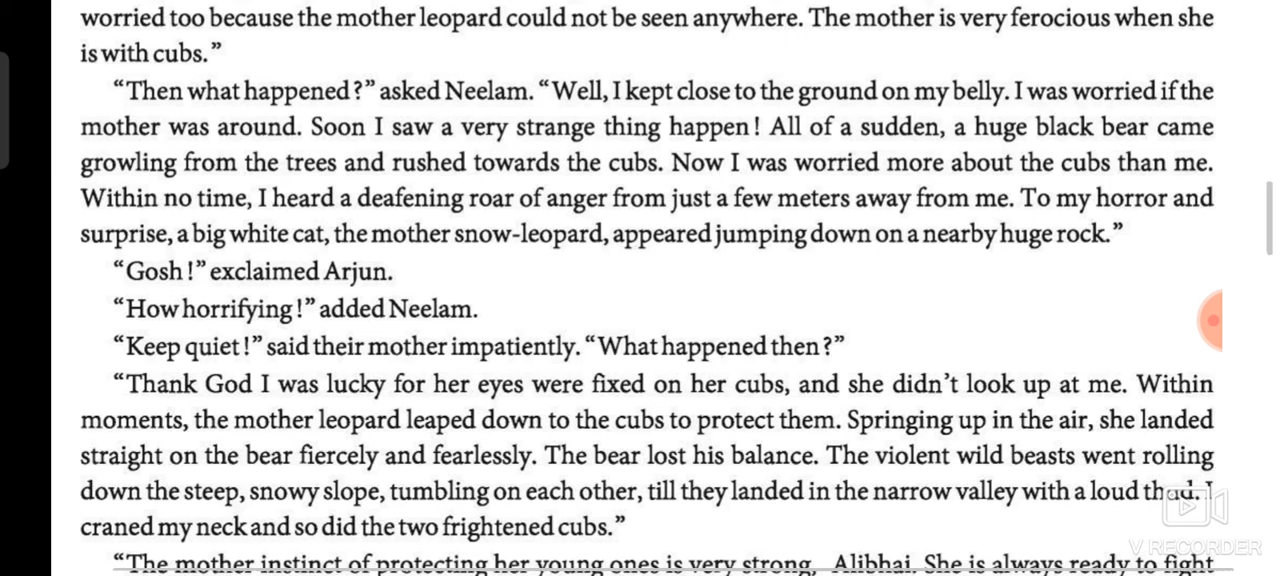 worried too because the mother leopard could not be seen anywhere. The mother is very ferocious when she
is with cubs.”
“Then what happened?” asked Neelam. “Well, I kept close to the ground on my belly. I was worried if the
mother was around. Soon I saw a very strange thing happen! All of a sudden, a huge black bear came
growling from the trees and rushed towards the cubs. Now I was worried more about the cubs than me.
Within no time, I heard a deafening roar of anger from just a few meters away from me. To my horror and
surprise, a big white cat, the mother snow-leopard, appeared jumping down on a nearby huge rock.”
“Gosh!” exclaimed Arjun.
“How horrifying!” added Neelam.
“Keep quiet!” said their mother impatiently. “What happened then?”
“Thank God I was lucky for her eyes were fixed on her cubs, and she didn’t look up at me. Within
moments, the mother leopard leaped down to the cubs to protect them. Springing up in the air, she landed
straight on the bear fiercely and fearlessly. The bear lost his balance. The violent wild beasts went rolling
down the steep, snowy slope, tumbling on each other, till they landed in the narrow valley with a loud thud. I
craned my neck and so did the two frightened cubs.”
“The mother instinct of protecting her young ones is very strong, Alibhai. She is always ready to fight
V RECORDER